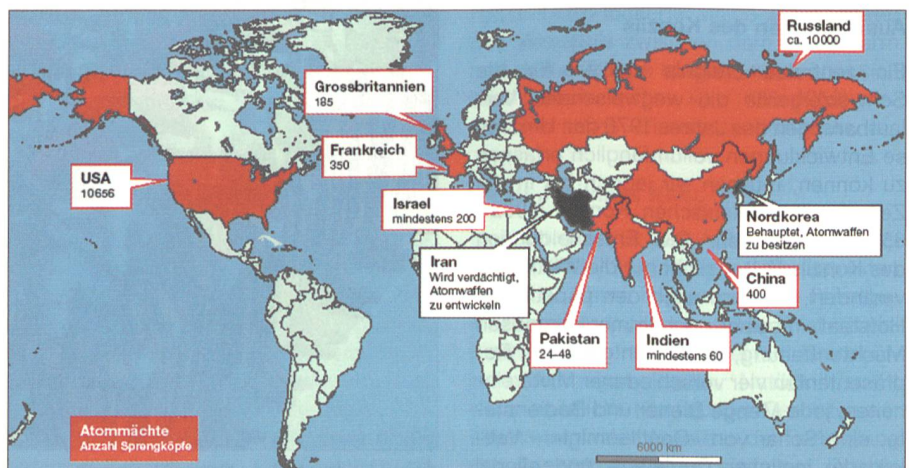 Russland
ca. 10000
Grossbritannien
185
Frankreich
350
USA
10656
Israel
mindestens 200
Nordkorea
Behauptet, Atomwaffen
zu besitzen
Iran
Wird verdächtigt,
Atomwaffen
zu entwickeln
China
400
Pakistan
24–48
Indien
mindestens 60
Atommächte
Anzahl Sprengköpfe
6000 km